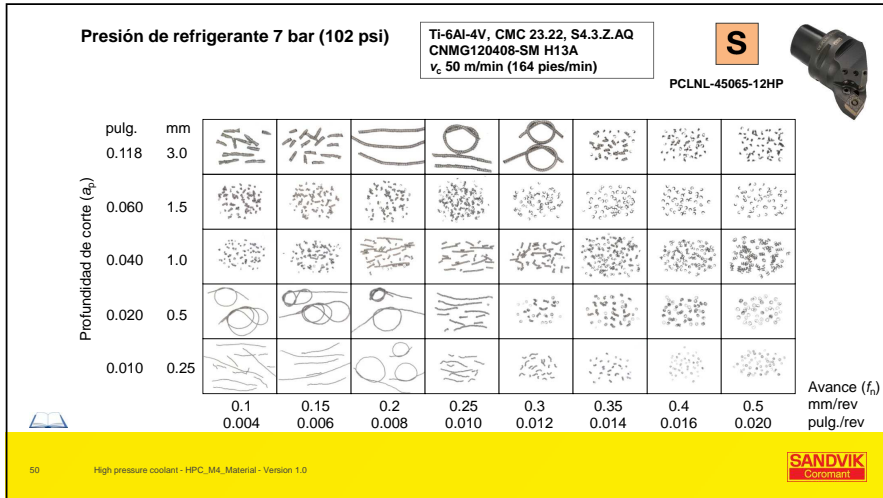 Presión de refrigerante 7 bar (102 psi)
Ti-6Al-4V, CMC 23.22, S4.3.Z.AQ
CNMG120408-SM H13A
vc 50 m/min (164 pies/min)
S
PCLNL-45065-12HP
Profundidad de corte (ap)
pulg. mm
0.118 3.0
0.060 1.5
0.040 1.0
0.020 0.5
0.010 0.25
Avance (fn)
0.1 0.15 0.2 0.25 0.3 0.35 0.4 0.5 mm/rev
0.004 0.006 0.008 0.010 0.012 0.014 0.016 0.020 pulg./rev
50 High pressure coolant - HPC_M4_Material - Version 1.0
SANDVIK
Coromant